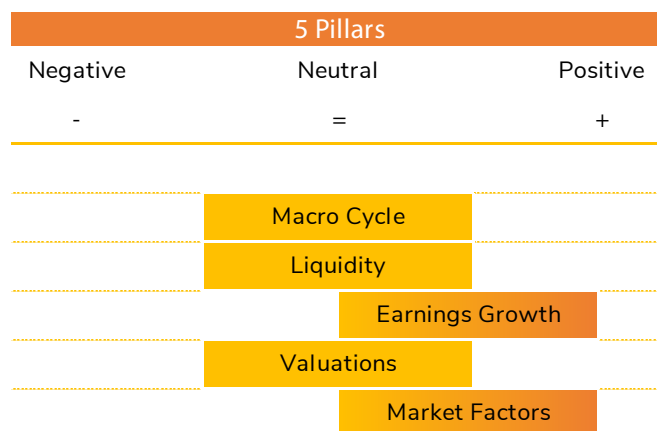 5 Pillars
Negative Neutral Positive
- = +
Macro Cycle
Liquidity
Earnings Growth
Valuations
Market Factors